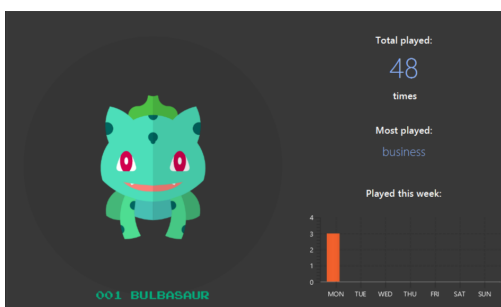 Total played:
48
times
Most played:
business
Played this week:
4
3
2
1
0
MON TUE WED THU FRI SAT SUN
001 BULBASAUR